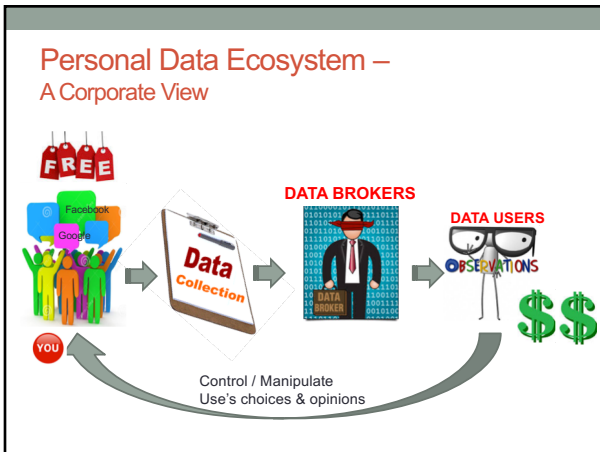 Personal Data Ecosystem –
A Corporate View
FREE
Facebook
Google
YOU
Data
Collection
DATA BROKERS
DATA
BROKER
DATA USERS
OBSERVATIONS
$$
Control / Manipulate
Use's choices & opinions